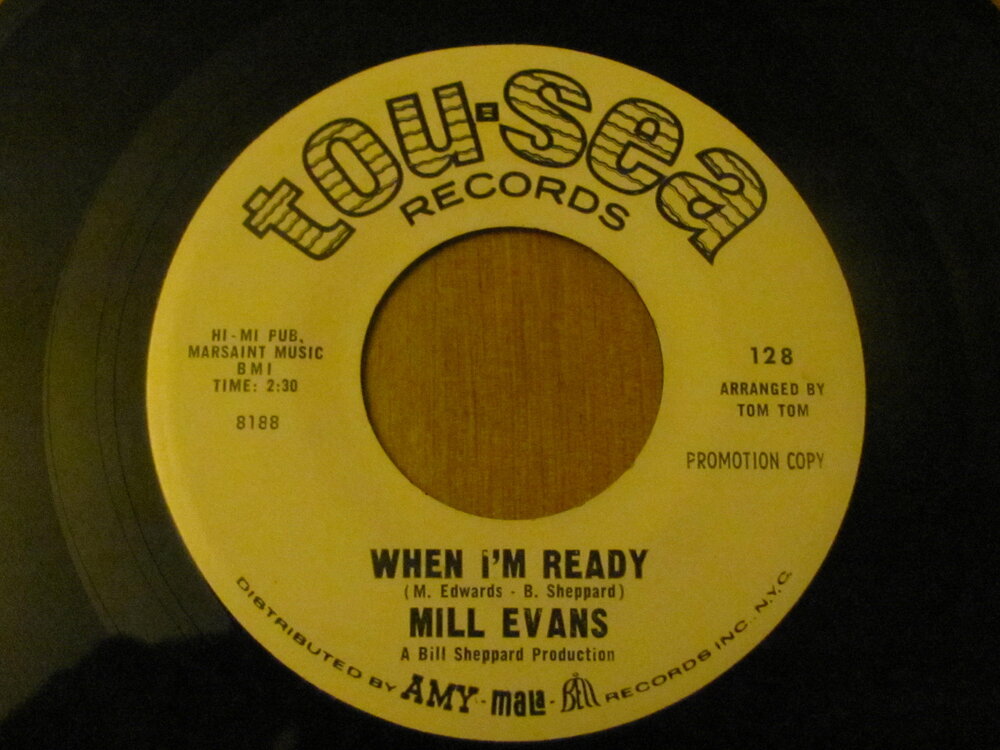 tou-sea
RECORDS
HI-MI PUB.
MARSAINT MUSIC
BMI
TIME: 2:30
8188
128
ARRANGED BY
TOM TOM
PROMOTION COPY
WHEN I'M READY
(M. Edwards - B. Sheppard)
MILL EVANS
A Bill Sheppard Production
DISTRIBUTED BY AMY - mala - Bell RECORDS INC. N.Y.C.